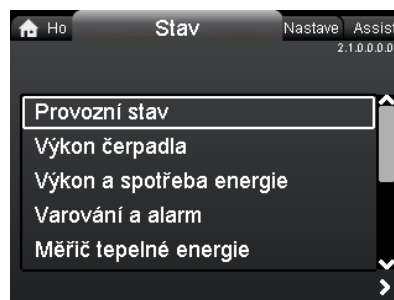 Ho Stav Nastave Assist
2.1.0.0.0.0
Provozní stav
Výkon čerpadla
Výkon a spotřeba energie
Varování a alarm
Měřič tepelné energie